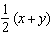 1/2 (x + y)